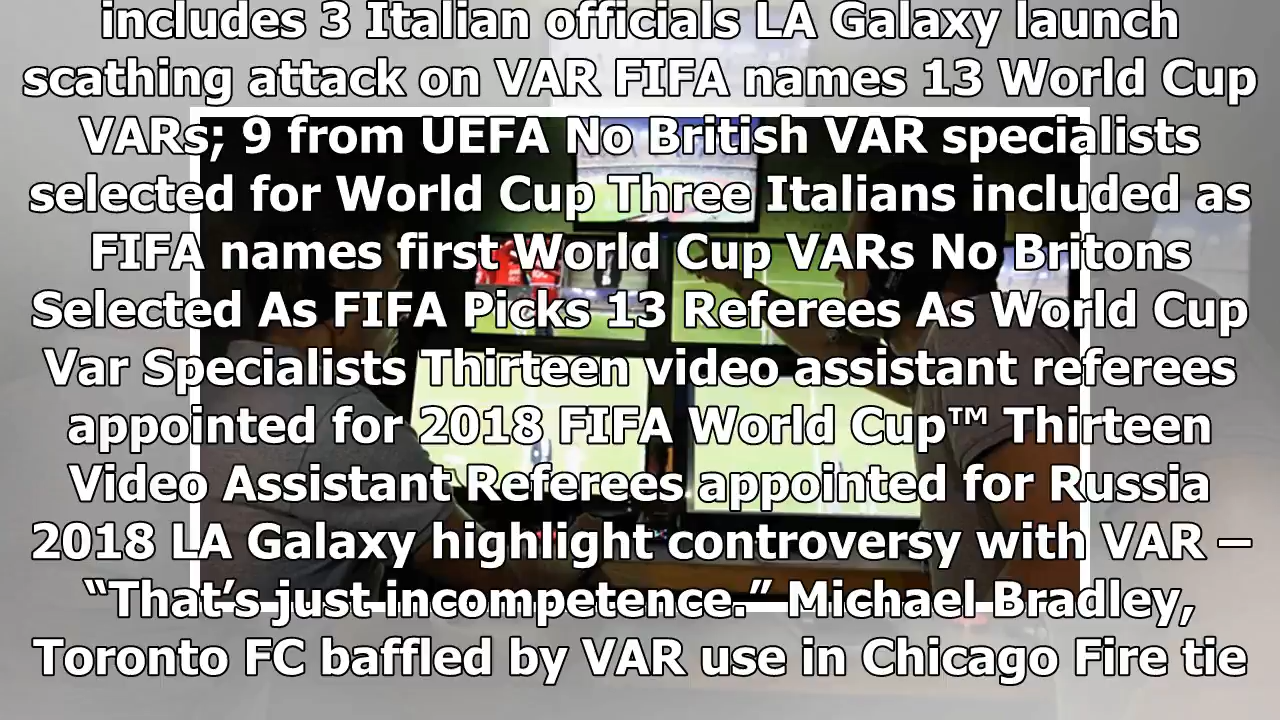 includes 3 Italian officials LA Galaxy launch
scathing attack on VAR FIFA names 13 World Cup
VARs; 9 from UEFA No British VAR specialists
selected for World Cup Three Italians included as
FIFA names first World Cup VARs No Britons
Selected As FIFA Picks 13 Referees As World Cup
Var Specialists Thirteen video assistant referees
appointed for 2018 FIFA World Cup™ Thirteen
Video Assistant Referees appointed for Russia
2018 LA Galaxy highlight controversy with VAR –
“That’s just incompetence.” Michael Bradley,
Toronto FC baffled by VAR use in Chicago Fire tie